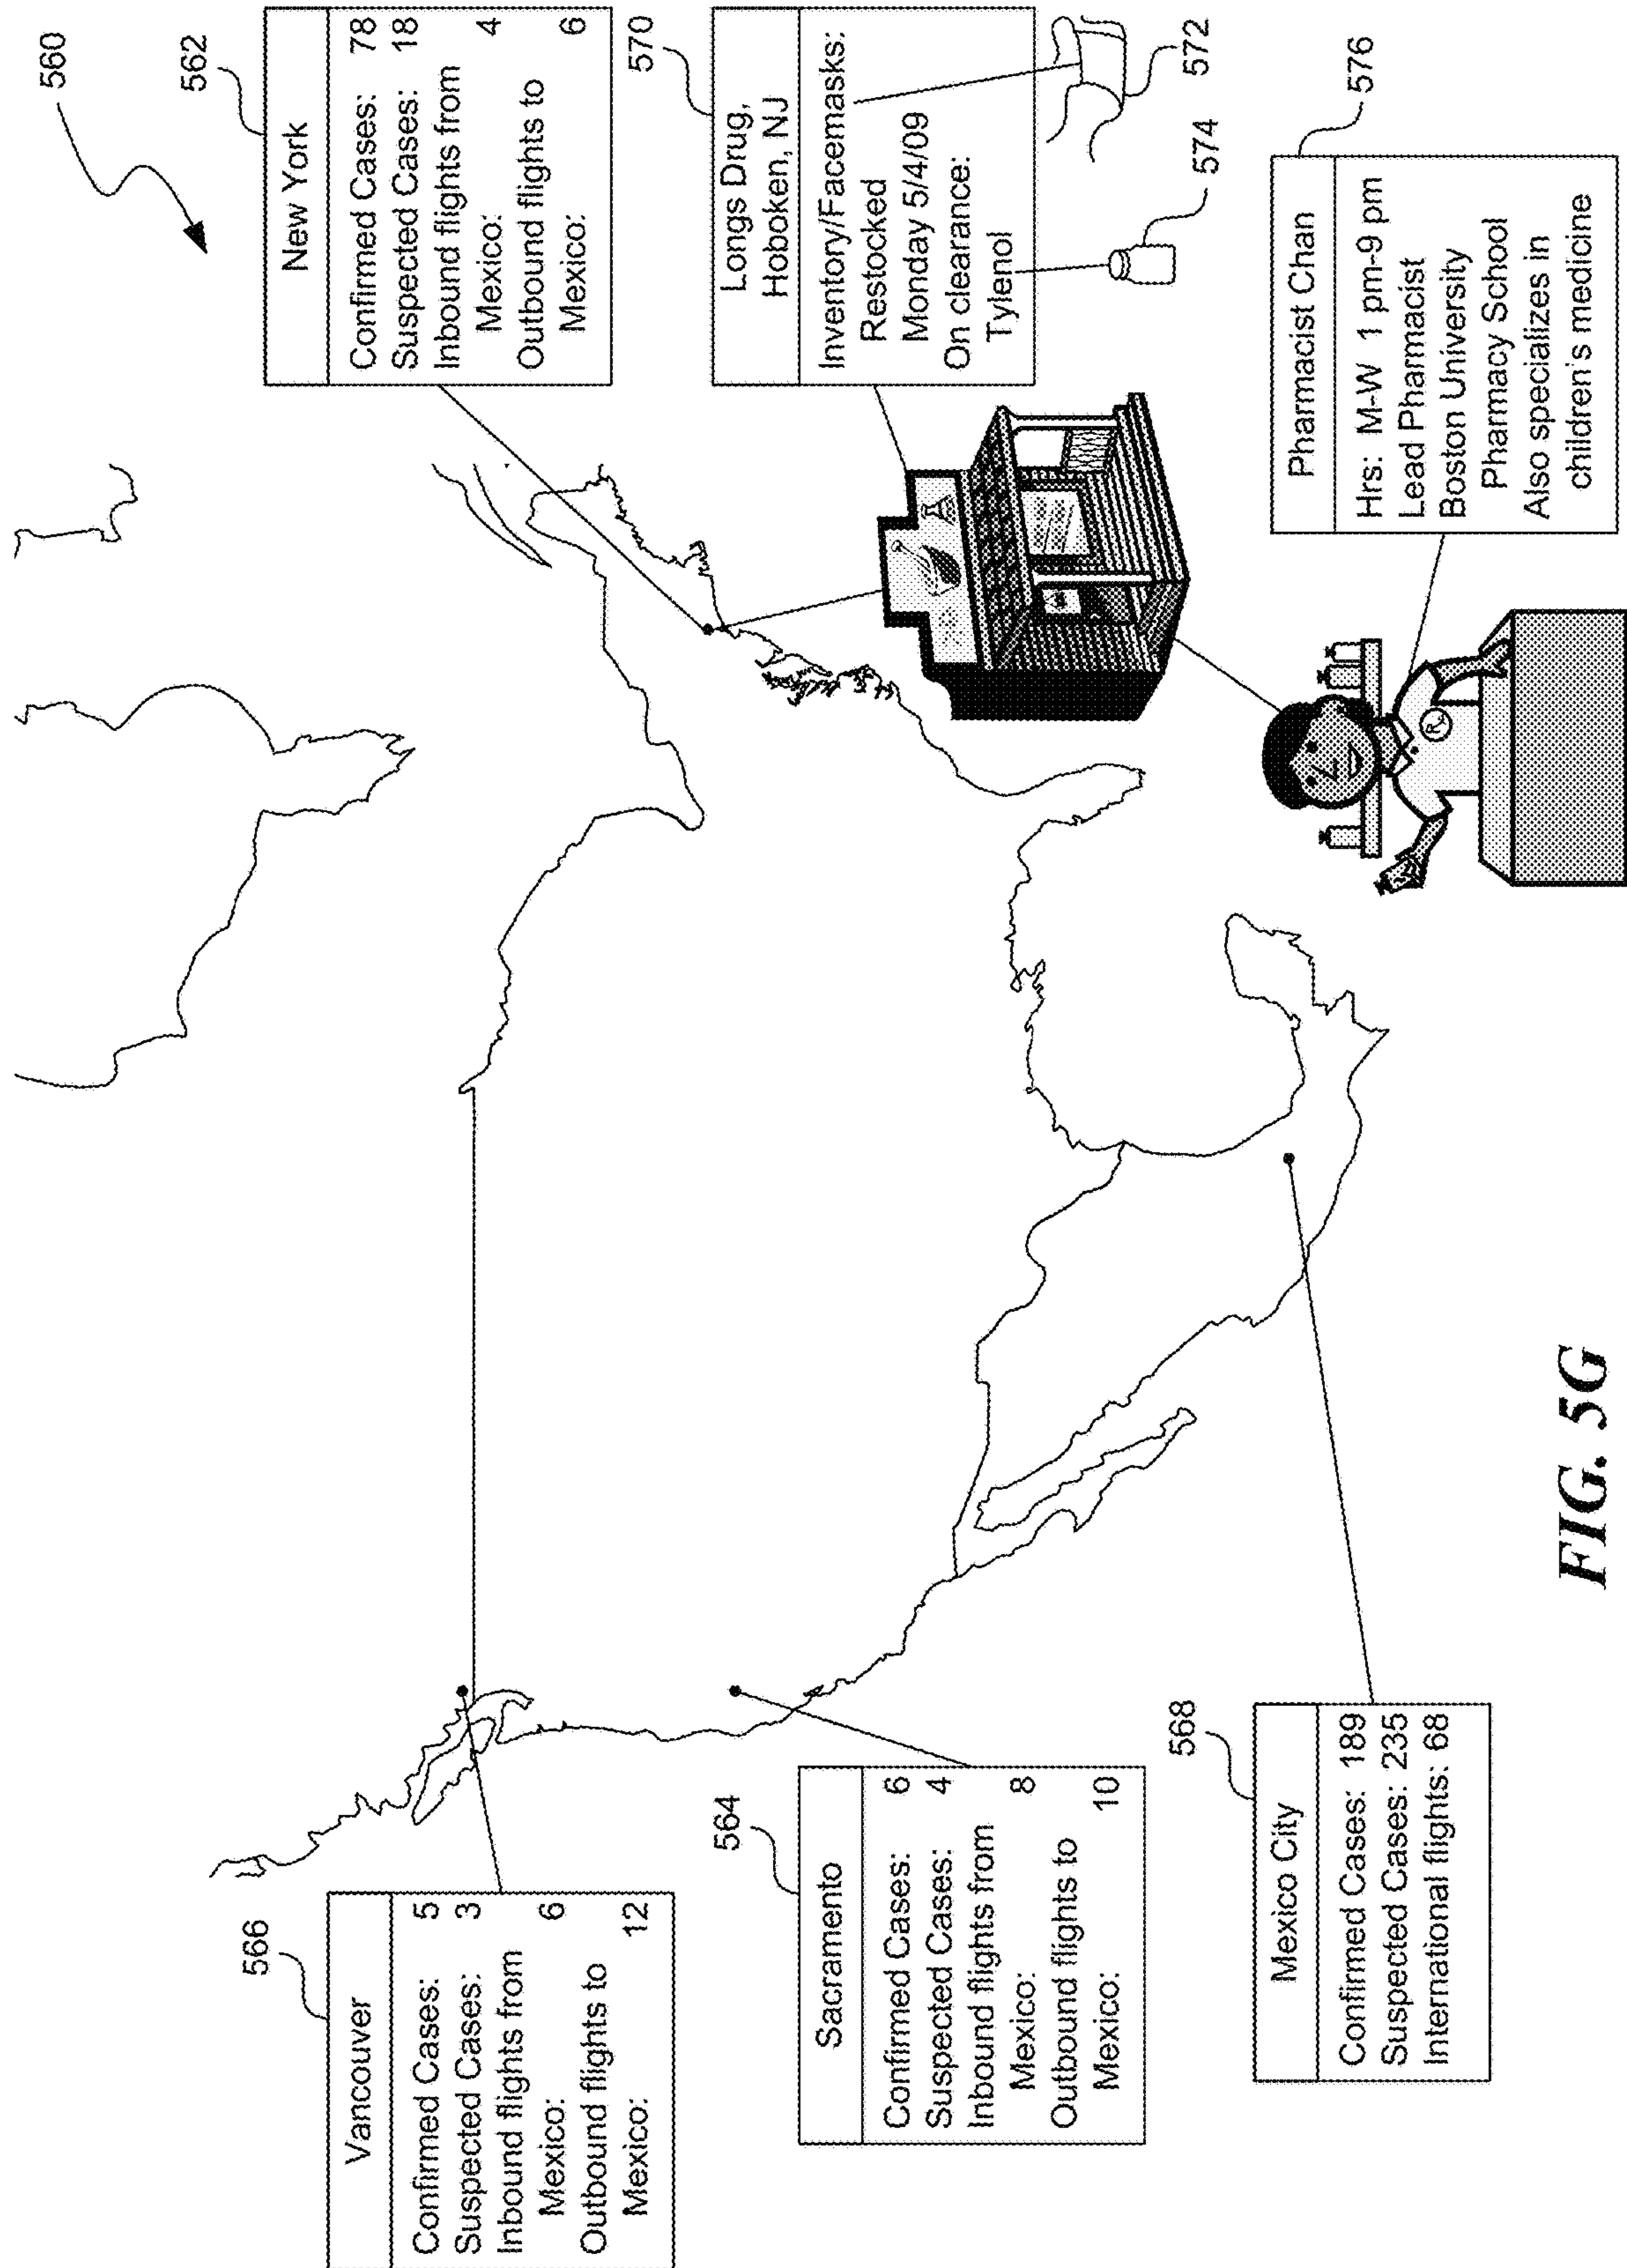 560
562
New York
Confirmed Cases: 78
Suspected Cases: 18
Inbound flights from
Mexico: 4
Outbound flights to
Mexico: 6
566
Vancouver
Confirmed Cases: 5
Suspected Cases: 3
Inbound flights from
Mexico: 6
Outbound flights to
Mexico: 12
570
Longs Drug,
Hoboken, NJ
Inventory/Facemasks:
Restocked
Monday 5/4/09
On clearance:
Tylenol
572
574
564
Sacramento
Confirmed Cases: 6
Suspected Cases: 4
Inbound flights from
Mexico: 8
Outbound flights to
Mexico: 10
568
Mexico City
Confirmed Cases: 189
Suspected Cases: 235
International flights: 68
576
Pharmacist Chan
Hrs: M-W 1 pm-9 pm
Lead Pharmacist
Boston University
Pharmacy School
Also specializes in
children's medicine
R
FIG. 5G